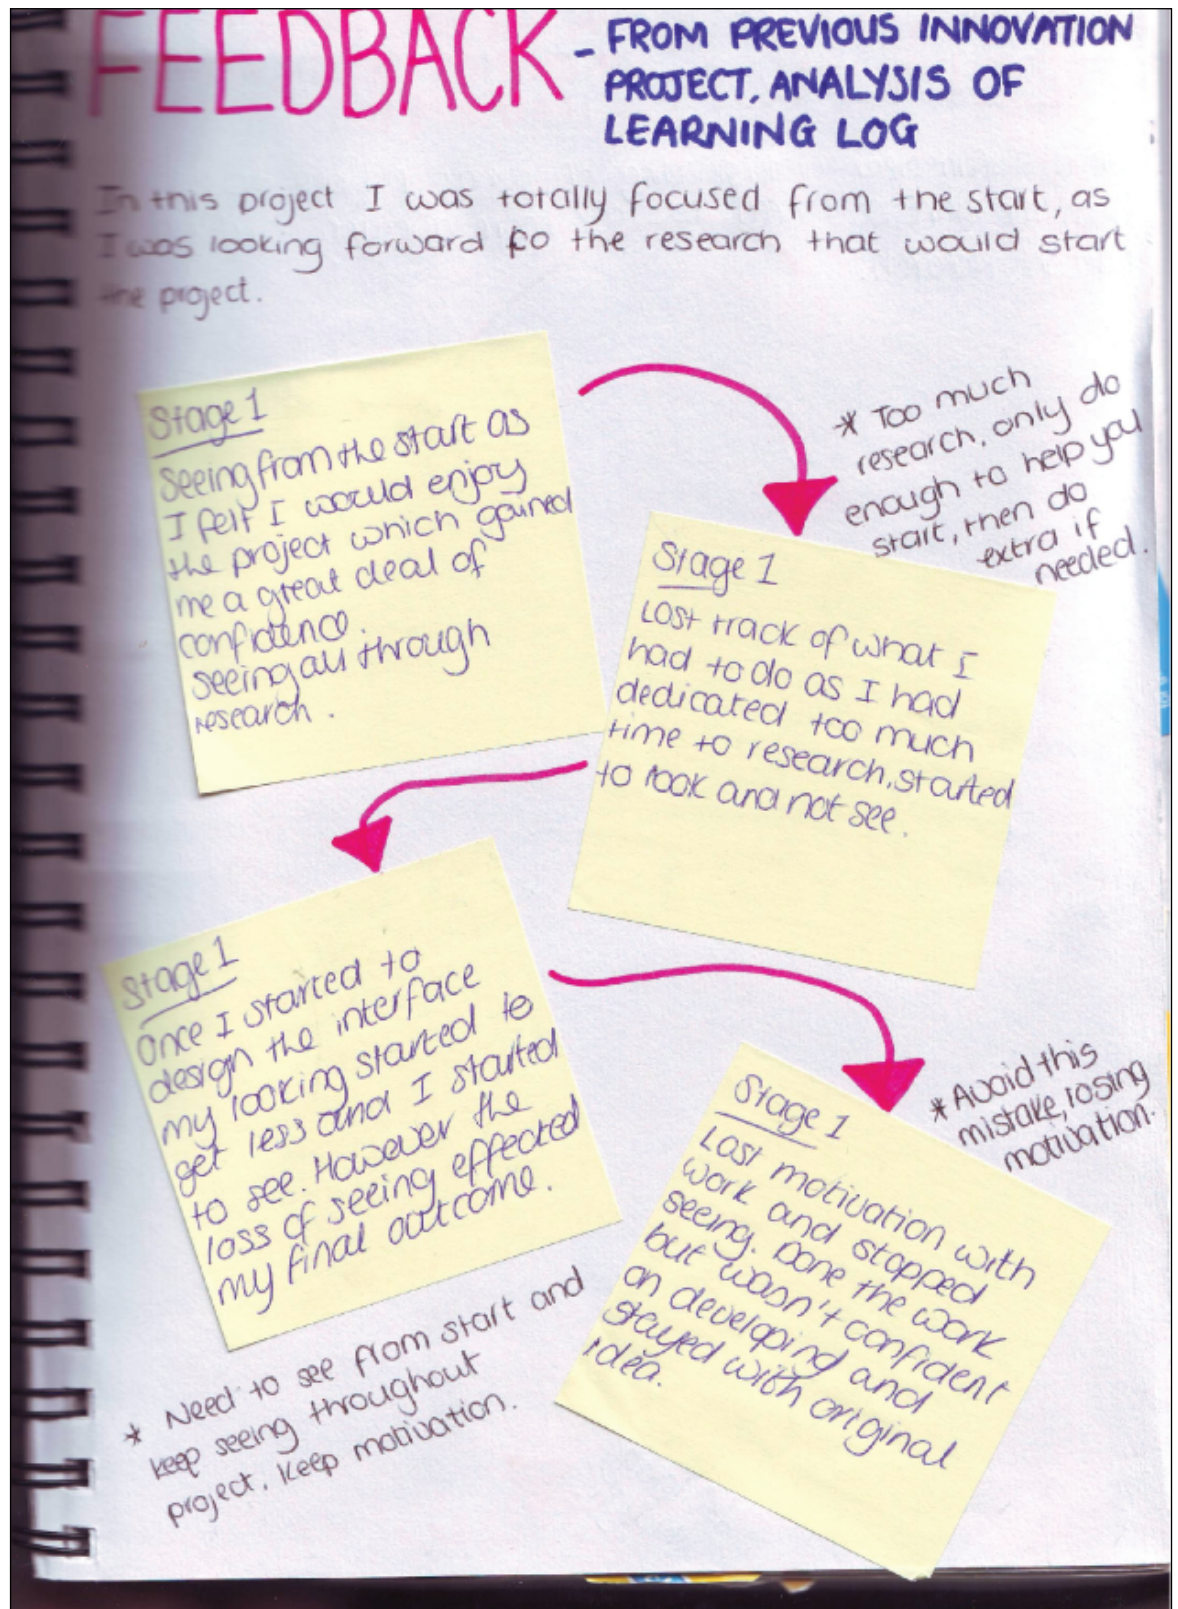 FEEDBACK - FROM PREVIOUS INNOVATION
PROJECT, ANALYSIS OF
LEARNING LOG
In this project I was totally focused from the start, as
I was looking forward to the research that would start
the project.
Stage 1
Seeing from the start as
I felt I would enjoy
the project which gained
me a great deal of
confidence.
Seeing all through
research.
* Too much
research, only do
enough to help you
start, then do
extra if
needed.
Stage 1
Lost track of what I
had to do as I had
dedicated too much
time to research, started
to look and not see.
Stage 1
Once I started to
design the interface
my looking started to
get less and I started
to see. However the
loss of seeing effected
my final outcome.
* Avoid this
mistake, losing
motivation.
Stage 1
Lost motivation with
work and stopped
seeing. Done the work
but wasn't confident
on developing and
stayed with original
idea.
* Need to see from start and
keep seeing throughout
project. Keep motivation.